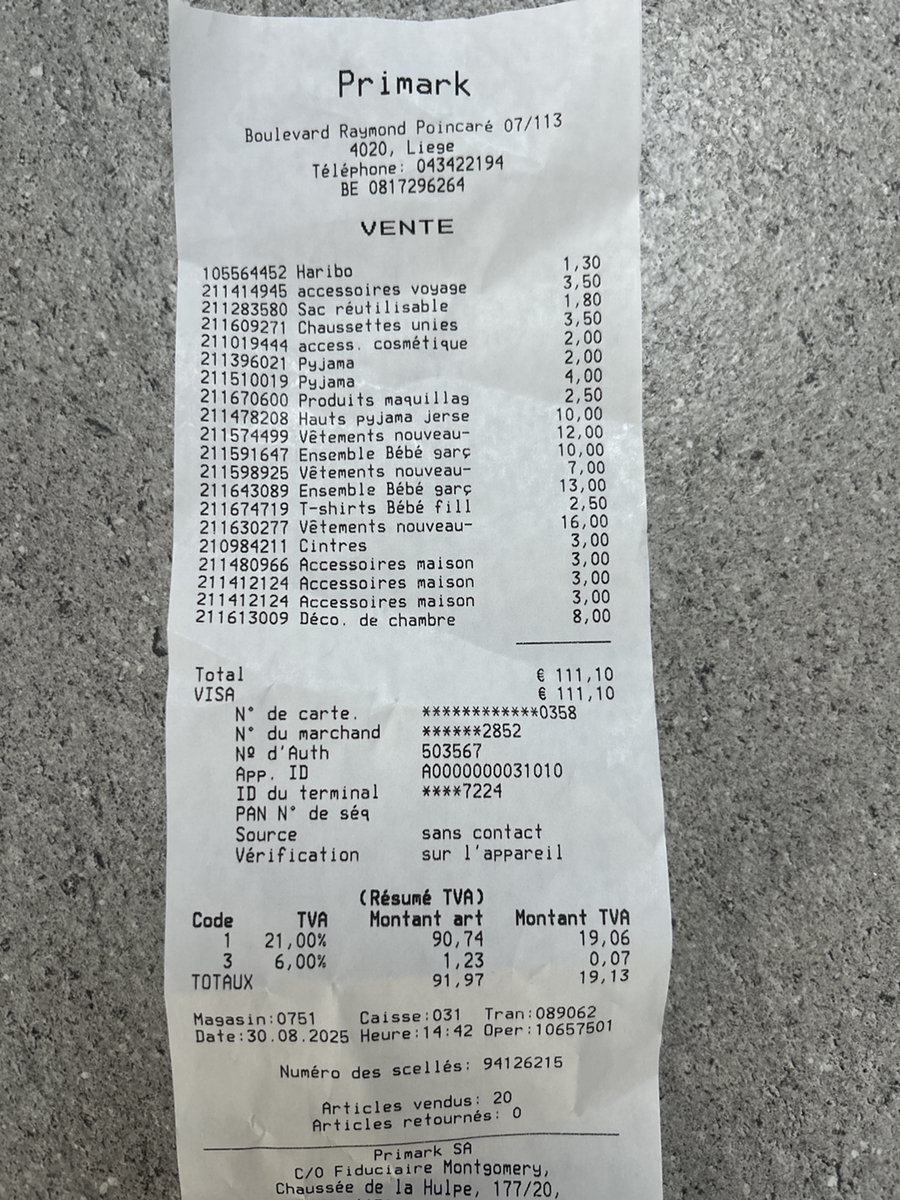 Primark
Boulevard Raymond Poincaré 07/113
4020, Liege
Téléphone: 043422194
BE 0817296264
VENTE
105564452 Haribo 1,30
211414945 accessoires voyage 3,50
211283580 Sac réutilisable 1,80
211609271 Chaussettes unies 3,50
211019444 access. cosmétique 2,00
211396021 Pyjama 2,00
211510019 Pyjama 4,00
211670600 Produits maquillag 2,50
211478208 Hauts pyjama jerse 10,00
211574499 Vêtements nouveau- 12,00
211591647 Ensemble Bébé garç 10,00
211598925 Vêtements nouveau- 7,00
211643089 Ensemble Bébé garç 13,00
211674719 T-shirts Bébé fill 2,50
211630277 Vêtements nouveau- 16,00
210984211 Cintres 3,00
211480966 Accessoires maison 3,00
211412124 Accessoires maison 3,00
211412124 Accessoires maison 3,00
211613009 Déco. de chambre 8,00
Total € 111,10
VISA € 111,10
N° de carte. ************0358
N° du marchand ******2852
Nº d'Auth 503567
App. ID A0000000031010
ID du terminal ****7224
PAN N° de séq
Source sans contact
Vérification sur l'appareil
(Résumé TVA)
Code TVA Montant art Montant TVA
1 21,00% 90,74 19,06
3 6,00% 1,23 0,07
TOTAUX 91,97 19,13
Magasin:0751 Caisse:031 Tran:089062
Date:30.08.2025 Heure:14:42 Oper:10657501
Numéro des scellés: 94126215
Articles vendus: 20
Articles retournés: 0
Primark SA
C/O Fiduciaire Montgomery,
Chaussée de la Hulpe, 177/20,